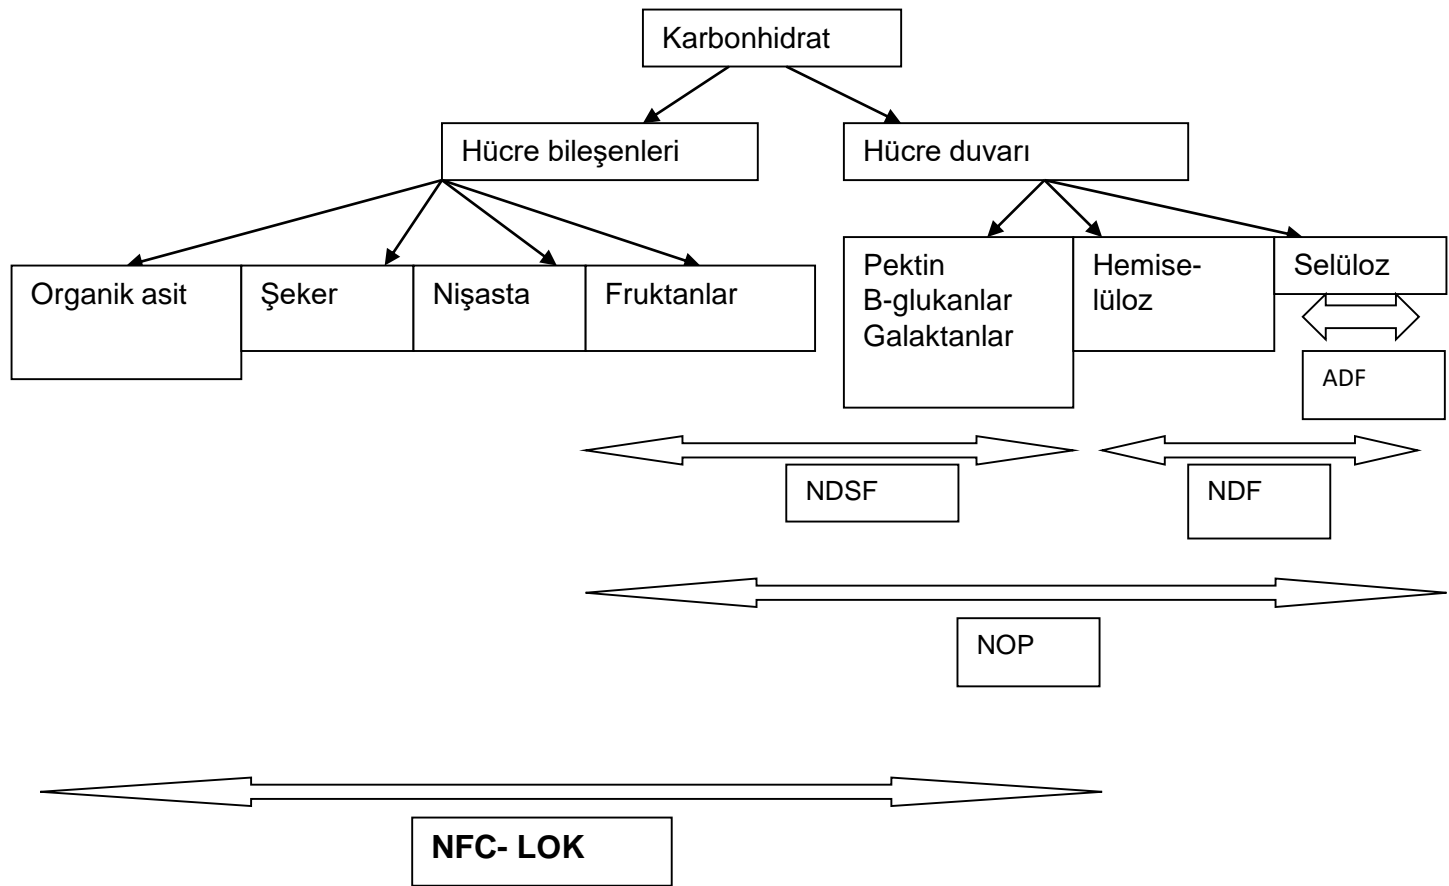 Karbonhidrat
Hücre bileşenleri
Hücre duvarı
Organik asit
Şeker
Nişasta
Fruktanlar
Pektin
B-glukanlar
Galaktanlar
Hemise-
lüloz
Selüloz
ADF
NDSF
NDF
NOP
NFC- LOK